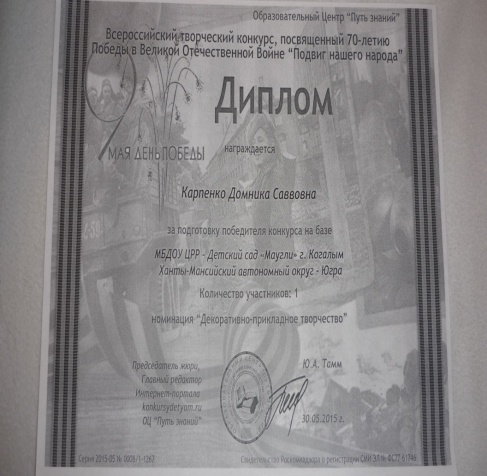 Образовательный Центр "Путь знаний"
Всероссийский творческий конкурс, посвященный 70-летию
Победы в Великой Отечественной Войне "Подвиг нашего народа"
Диплом
9
МАЯ ДЕНЬ ПОБЕДЫ
награждается
Карпенко Домника Саввовна
за подготовку победителя конкурса на базе
МБДОУ ЦРР - Детский сад «Маугли» г. Когалым
Ханты-Мансийский автономный округ - Югра
Количество участников: 1
номинация "Декоративно-прикладное творчество"
Председатель жюри,
Главный редактор
Интернет-портала
konkursydetyam.ru
ОЦ "Путь знаний"
Ю.А. Тамм
30.05.2015 г.
Серия 2015-05 №
Свидетельство Роскомнадзора о регистрации СМИ ЭЛ № ФС77-61746